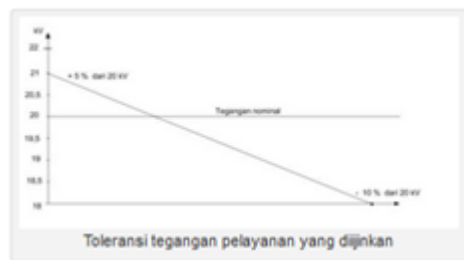 kV
22
21
+ 5 % dari 20 kV
20,5
20
Tegangan nominal
19,5
19
18,5
18
- 10 % dari 20 kV
Toleransi tegangan pelayanan yang diijinkan